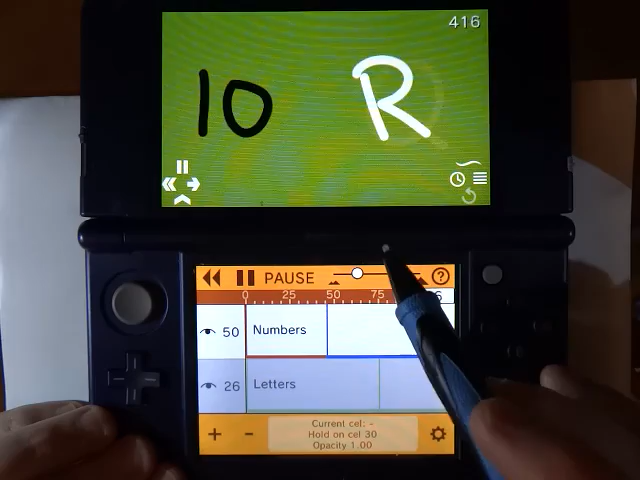 416
10 R
PAUSE ?
0 25 50 75
50 Numbers
26 Letters
+ - Current cel: -
Hold on cel 30
Opacity 1.00